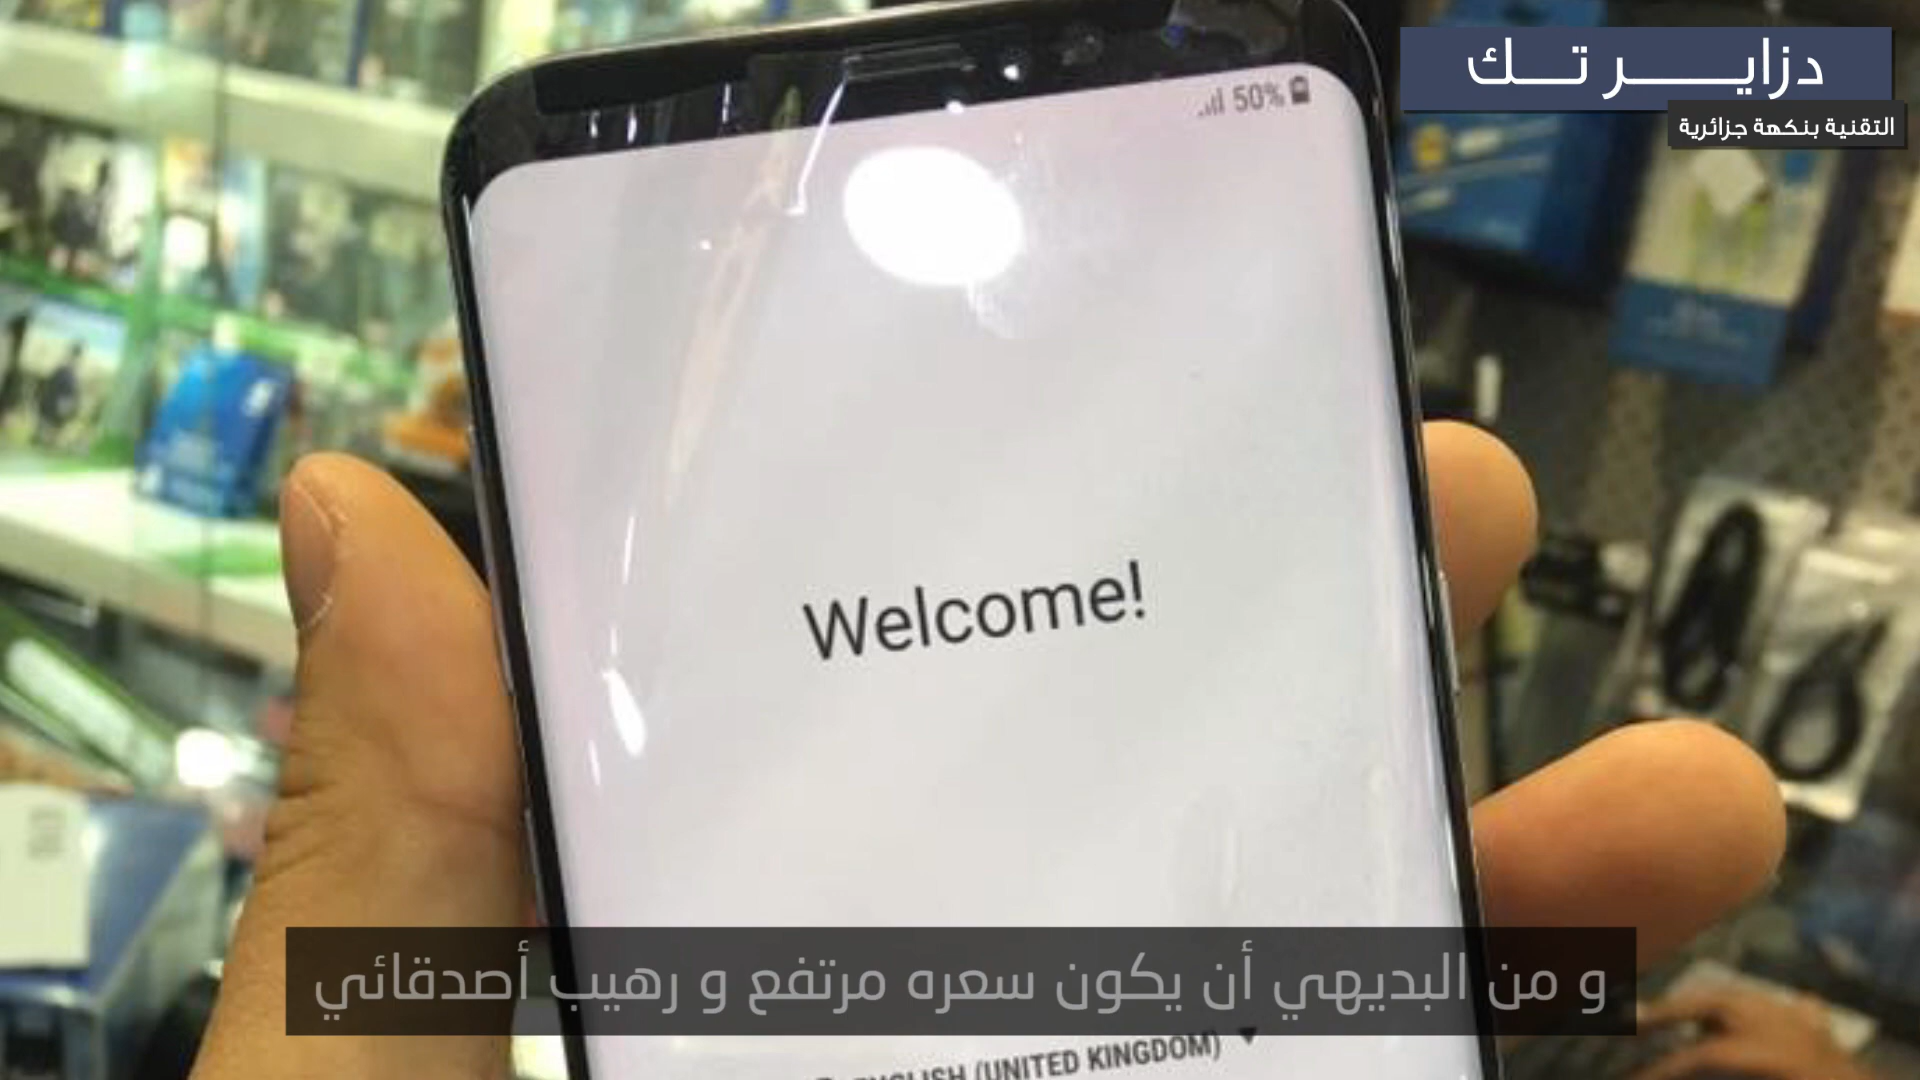 دزايـــــر تـــك
التقنية بنكهة جزائرية
50%
Welcome!
ENGLISH (UNITED KINGDOM)
و من البديهي أن يكون سعره مرتفع و رهيب أصدقائي